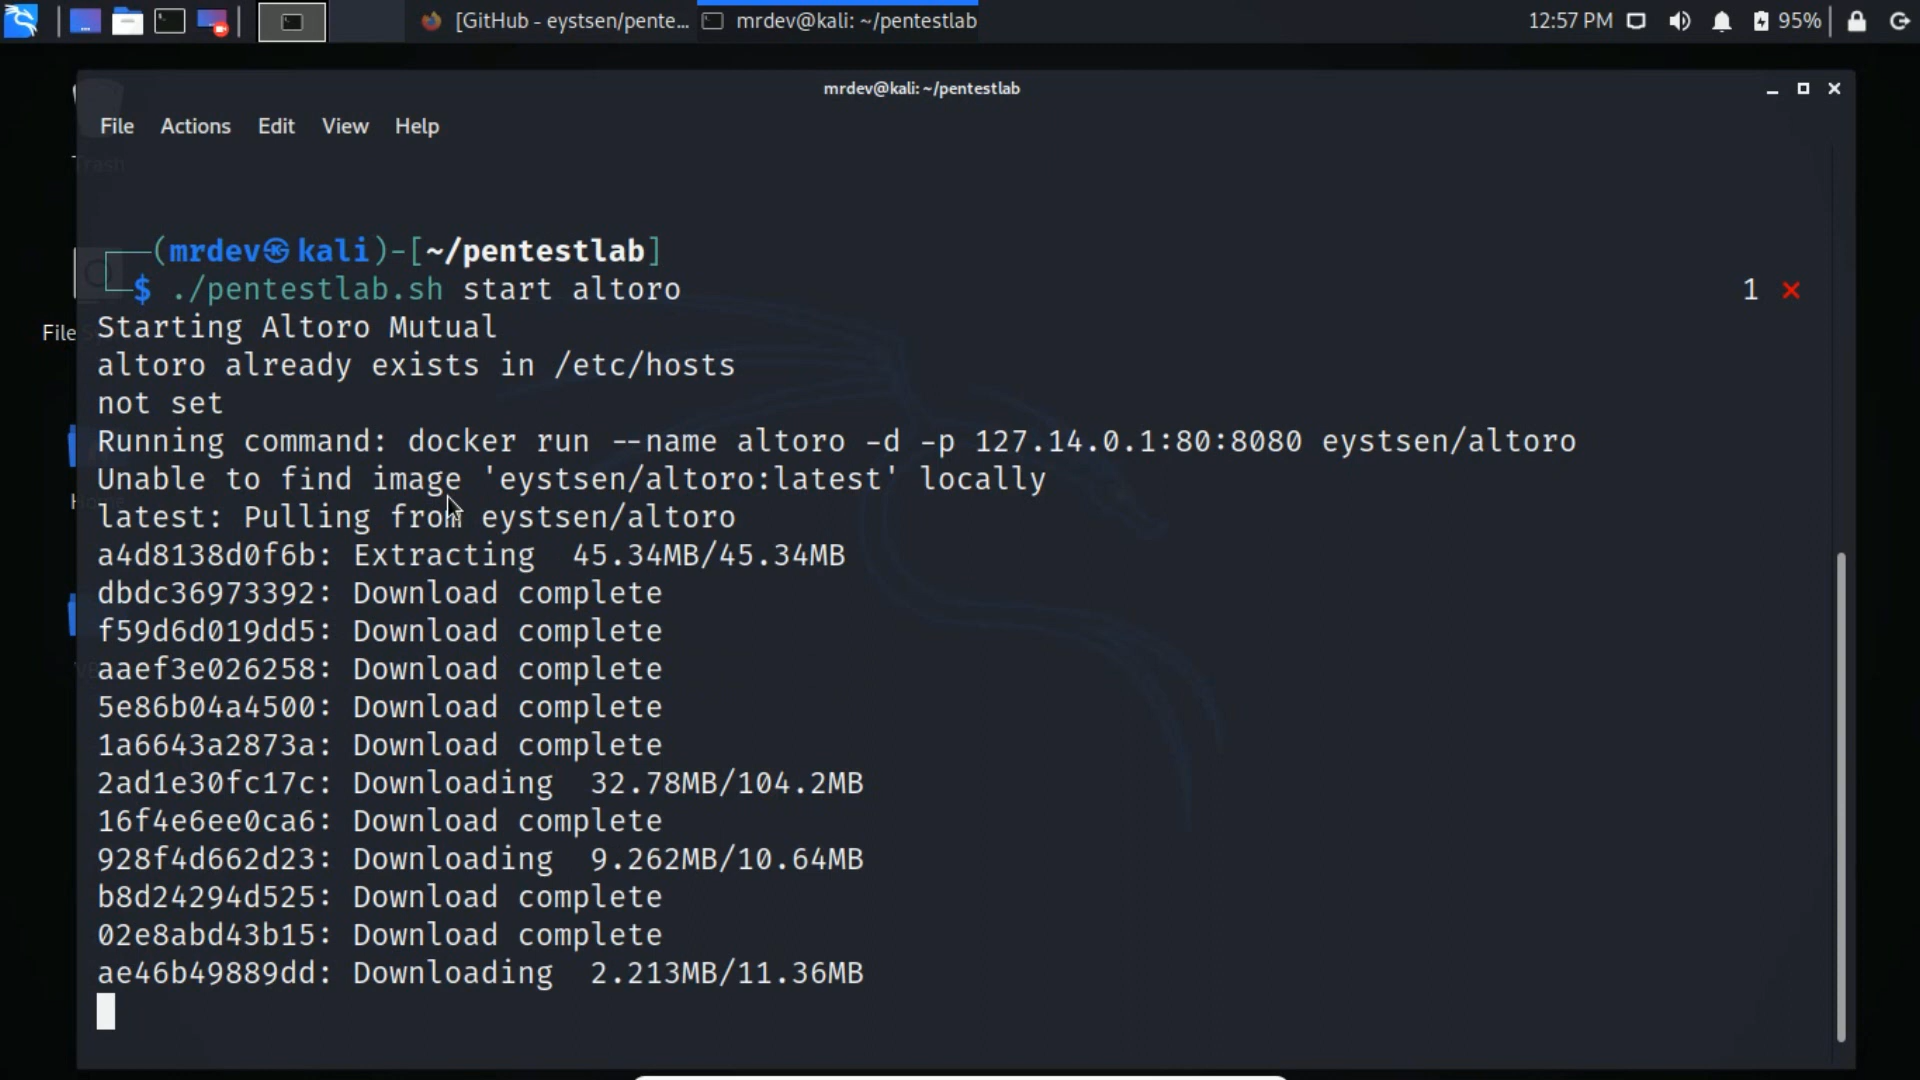 [GitHub - eystsen/pente...
mrdev@kali: ~/pentestlab
12:57 PM
95%
mrdev@kali: ~/pentestlab
File Actions Edit View Help
Trash
(mrdev㉿kali)-[~/pentestlab]
$ ./pentestlab.sh start altoro
1 ✗
Starting Altoro Mutual
File
altoro already exists in /etc/hosts
not set
Running command: docker run --name altoro -d -p 127.14.0.1:80:8080 eystsen/altoro
Unable to find image 'eystsen/altoro:latest' locally
latest: Pulling from eystsen/altoro
a4d8138d0f6b: Extracting 45.34MB/45.34MB
dbdc36973392: Download complete
f59d6d019dd5: Download complete
aaef3e026258: Download complete
5e86b04a4500: Download complete
1a6643a2873a: Download complete
2ad1e30fc17c: Downloading 32.78MB/104.2MB
16f4e6ee0ca6: Download complete
928f4d662d23: Downloading 9.262MB/10.64MB
b8d24294d525: Download complete
02e8abd43b15: Download complete
ae46b49889dd: Downloading 2.213MB/11.36MB